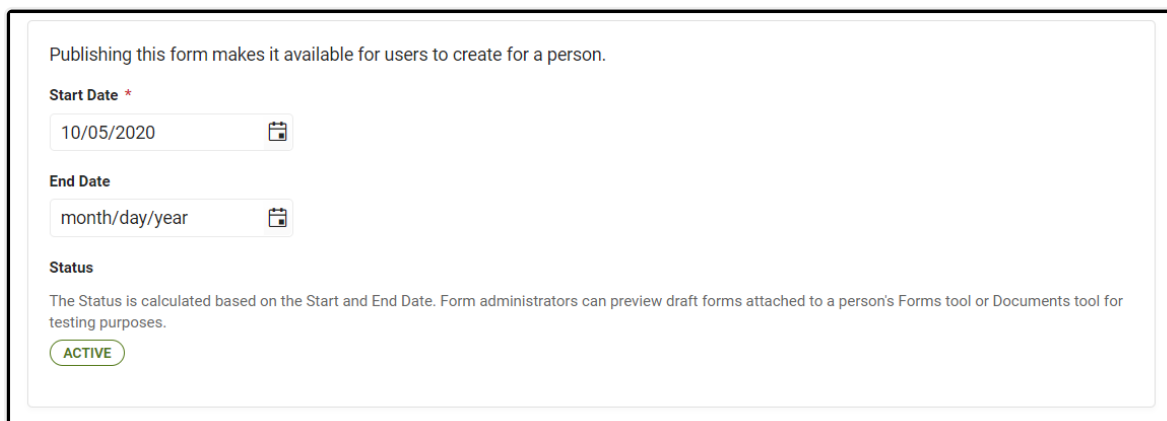 Publishing this form makes it available for users to create for a person.
Start Date *
10/05/2020
End Date
month/day/year
Status
The Status is calculated based on the Start and End Date. Form administrators can preview draft forms attached to a person's Forms tool or Documents tool for
testing purposes.
ACTIVE